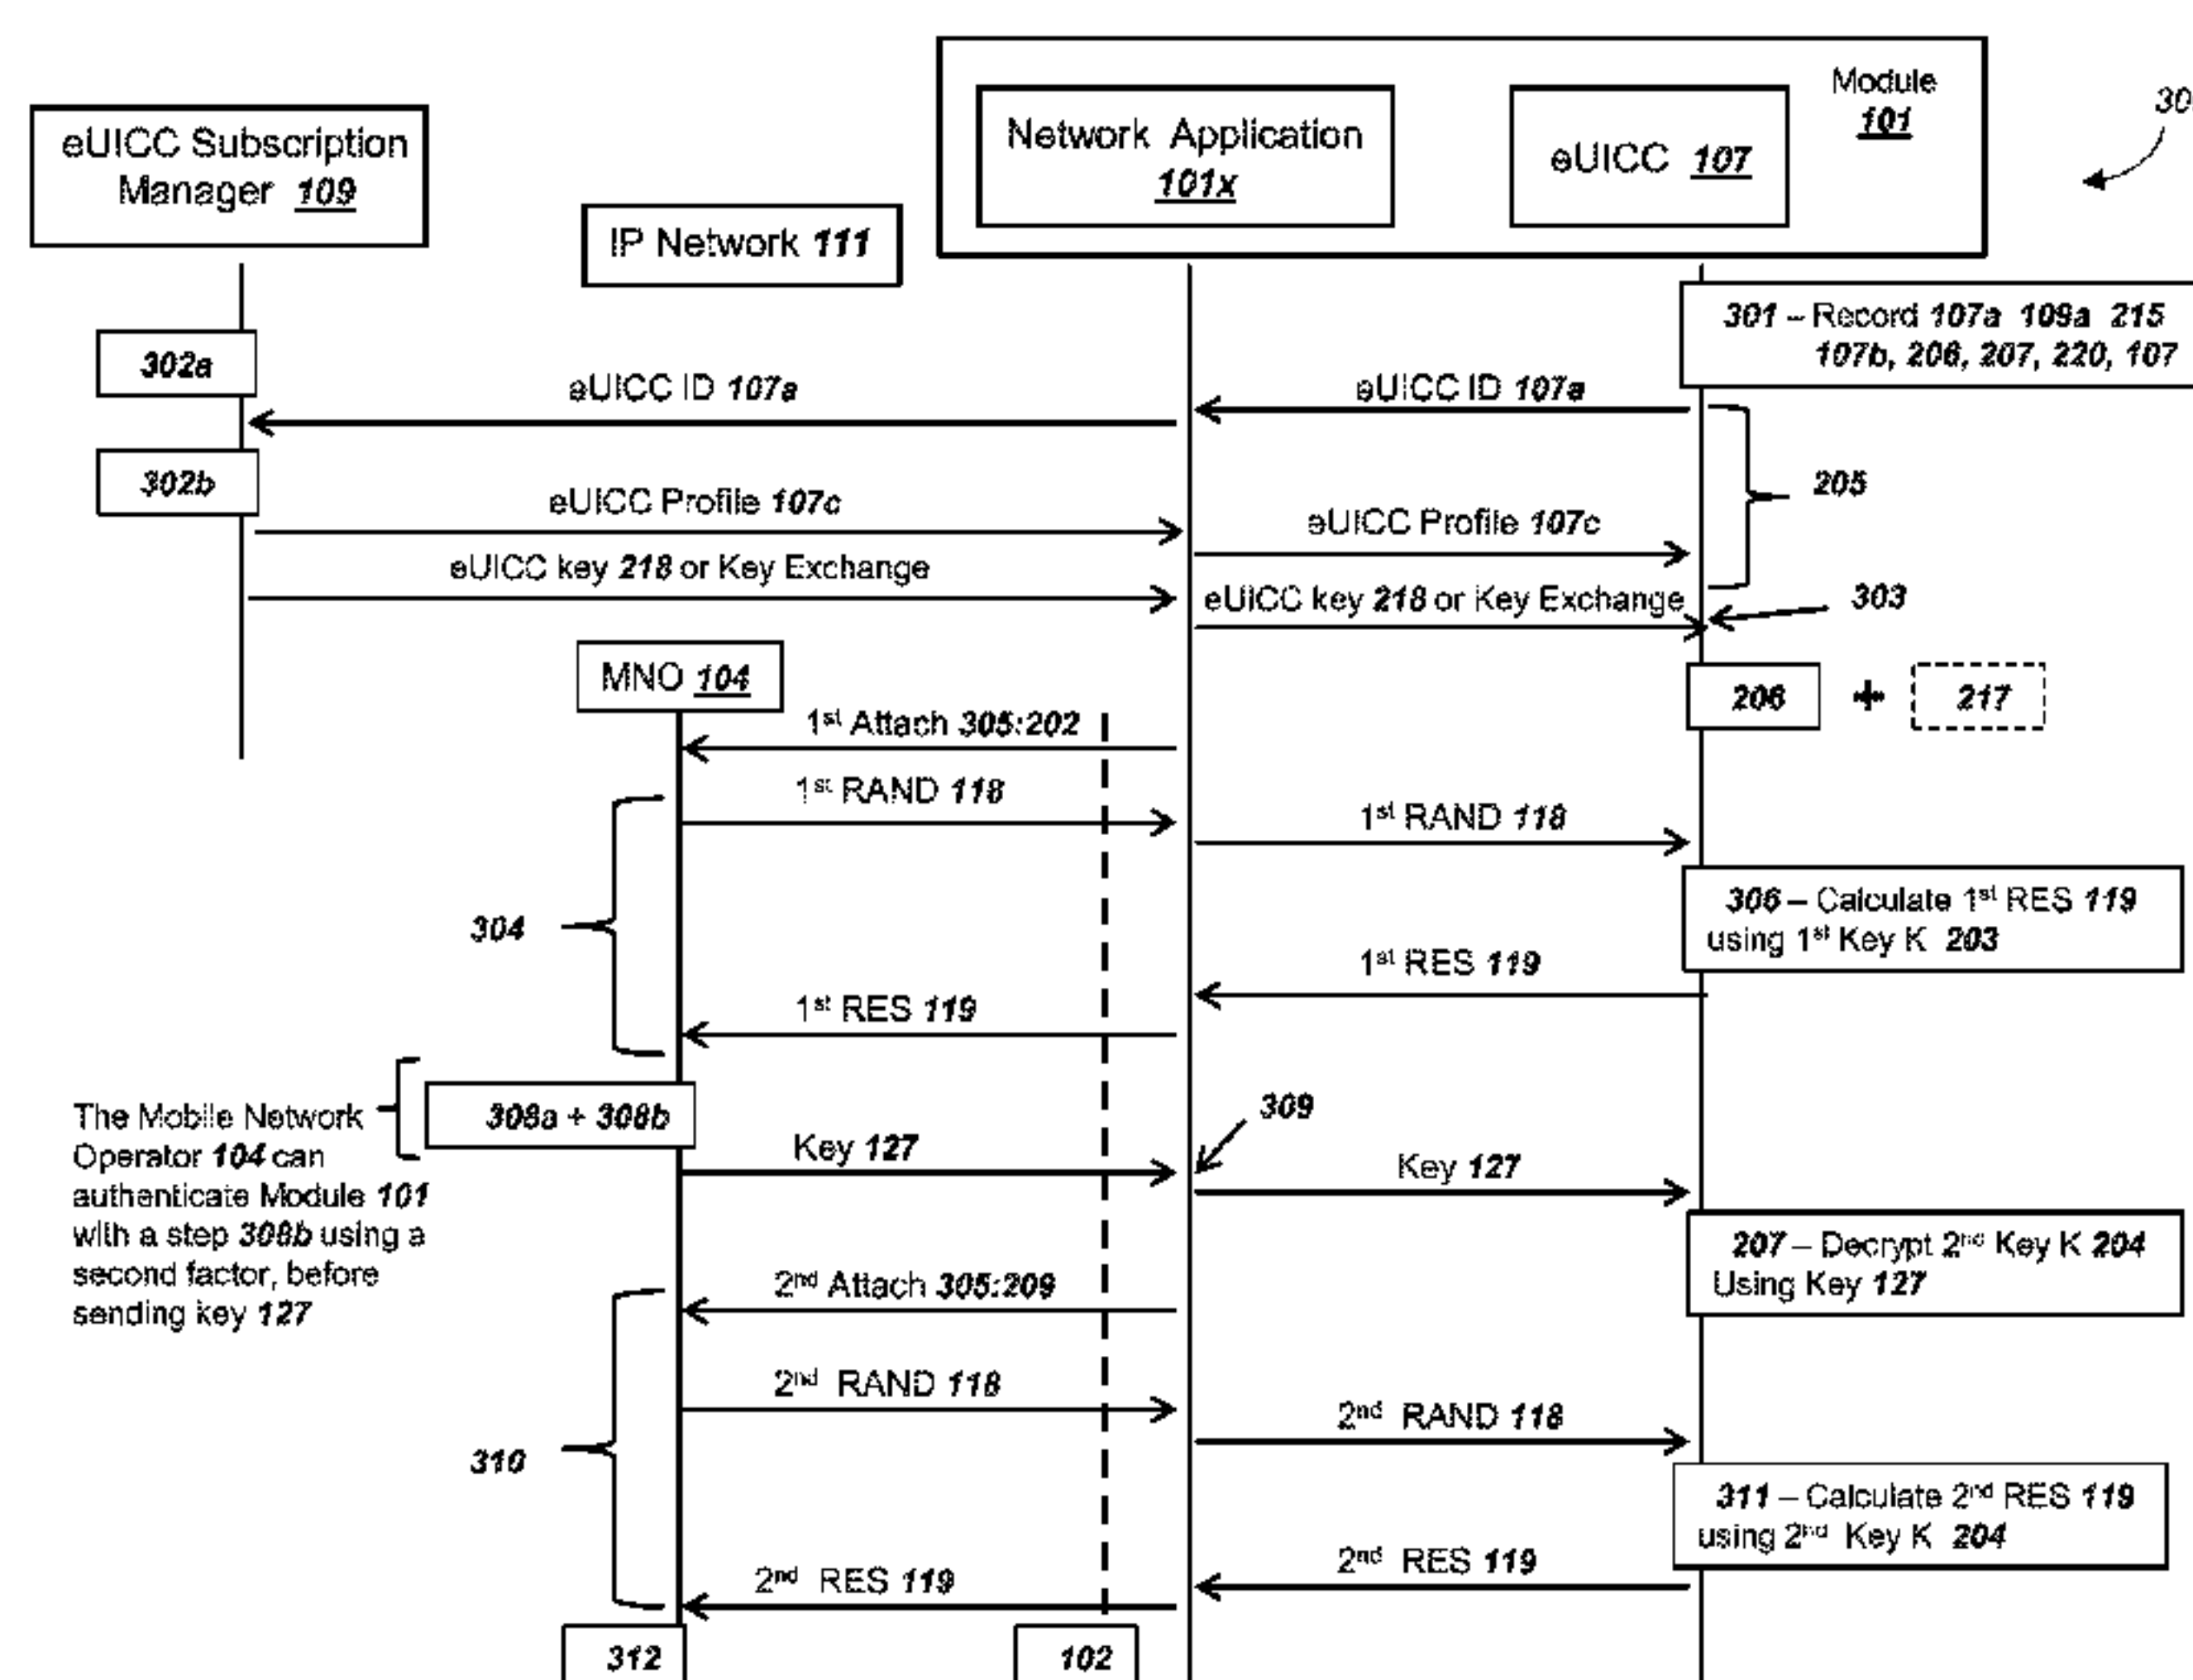 Module
101
30
eUICC Subscription
Manager 109
Network Application
101x
eUICC 107
IP Network 111
301 – Record 107a 109a 215
107b, 206, 207, 220, 107
302a
eUICC ID 107a
eUICC ID 107a
302b
205
eUICC Profile 107c
eUICC Profile 107c
eUICC key 218 or Key Exchange
eUICC key 218 or Key Exchange
303
MNO 104
206 + 217
1st Attach 305:202
1st RAND 118
1st RAND 118
306 – Calculate 1st RES 119
using 1st Key K 203
304
1st RES 119
1st RES 119
308a + 308b
309
The Mobile Network
Operator 104 can
authenticate Module 101
with a step 308b using a
second factor, before
sending key 127
Key 127
Key 127
207 – Decrypt 2nd Key K 204
Using Key 127
2nd Attach 305:209
2nd RAND 118
2nd RAND 118
310
311 – Calculate 2nd RES 119
using 2nd Key K 204
2nd RES 119
2nd RES 119
312
102